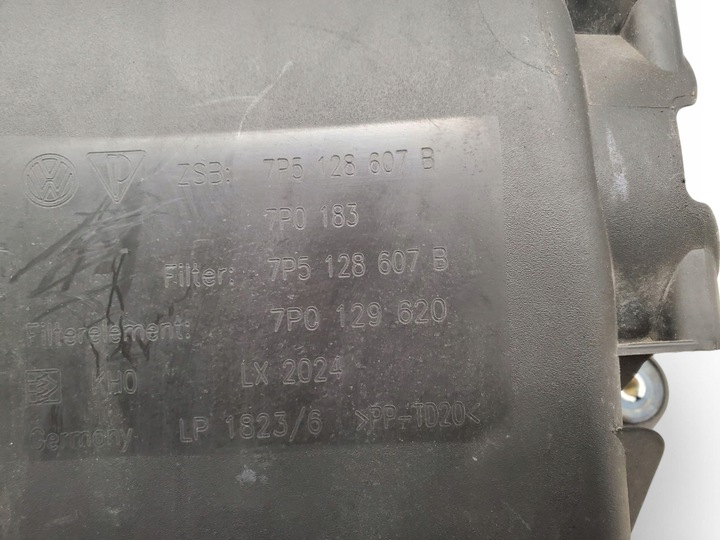 ZSB: 7P5 128 607 B
7P0 183
Filter: 7P5 128 607 B
Filterelement: 7P0 129 620
KHO LX 2024
Germany LP 1823/6 >PP-TD20<